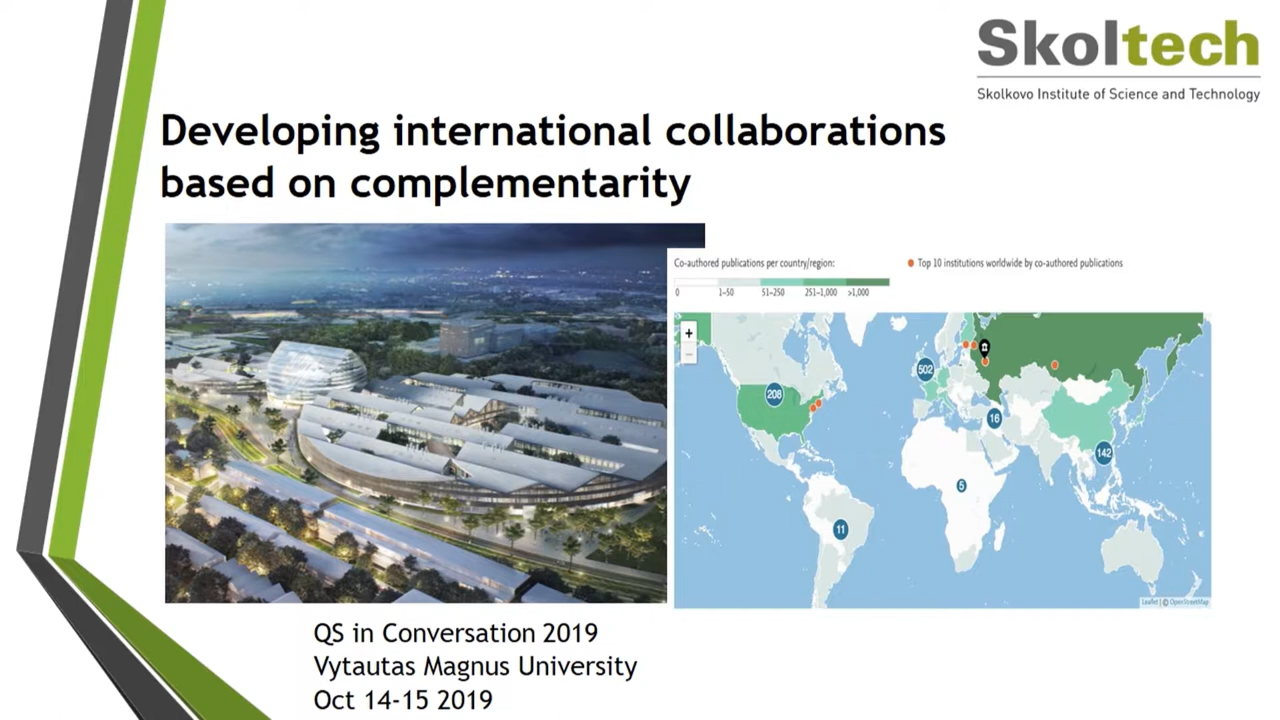 Skoltech
Skolkovo Institute of Science and Technology
Developing international collaborations
based on complementarity
Co-authored publications per country/region:
Top 10 institutions worldwide by co-authored publications
0 1-50 51-250 251-1,000 >1,000
+
−
502
208
16
142
5
11
Leaflet | © OpenStreetMap
QS in Conversation 2019
Vytautas Magnus University
Oct 14-15 2019